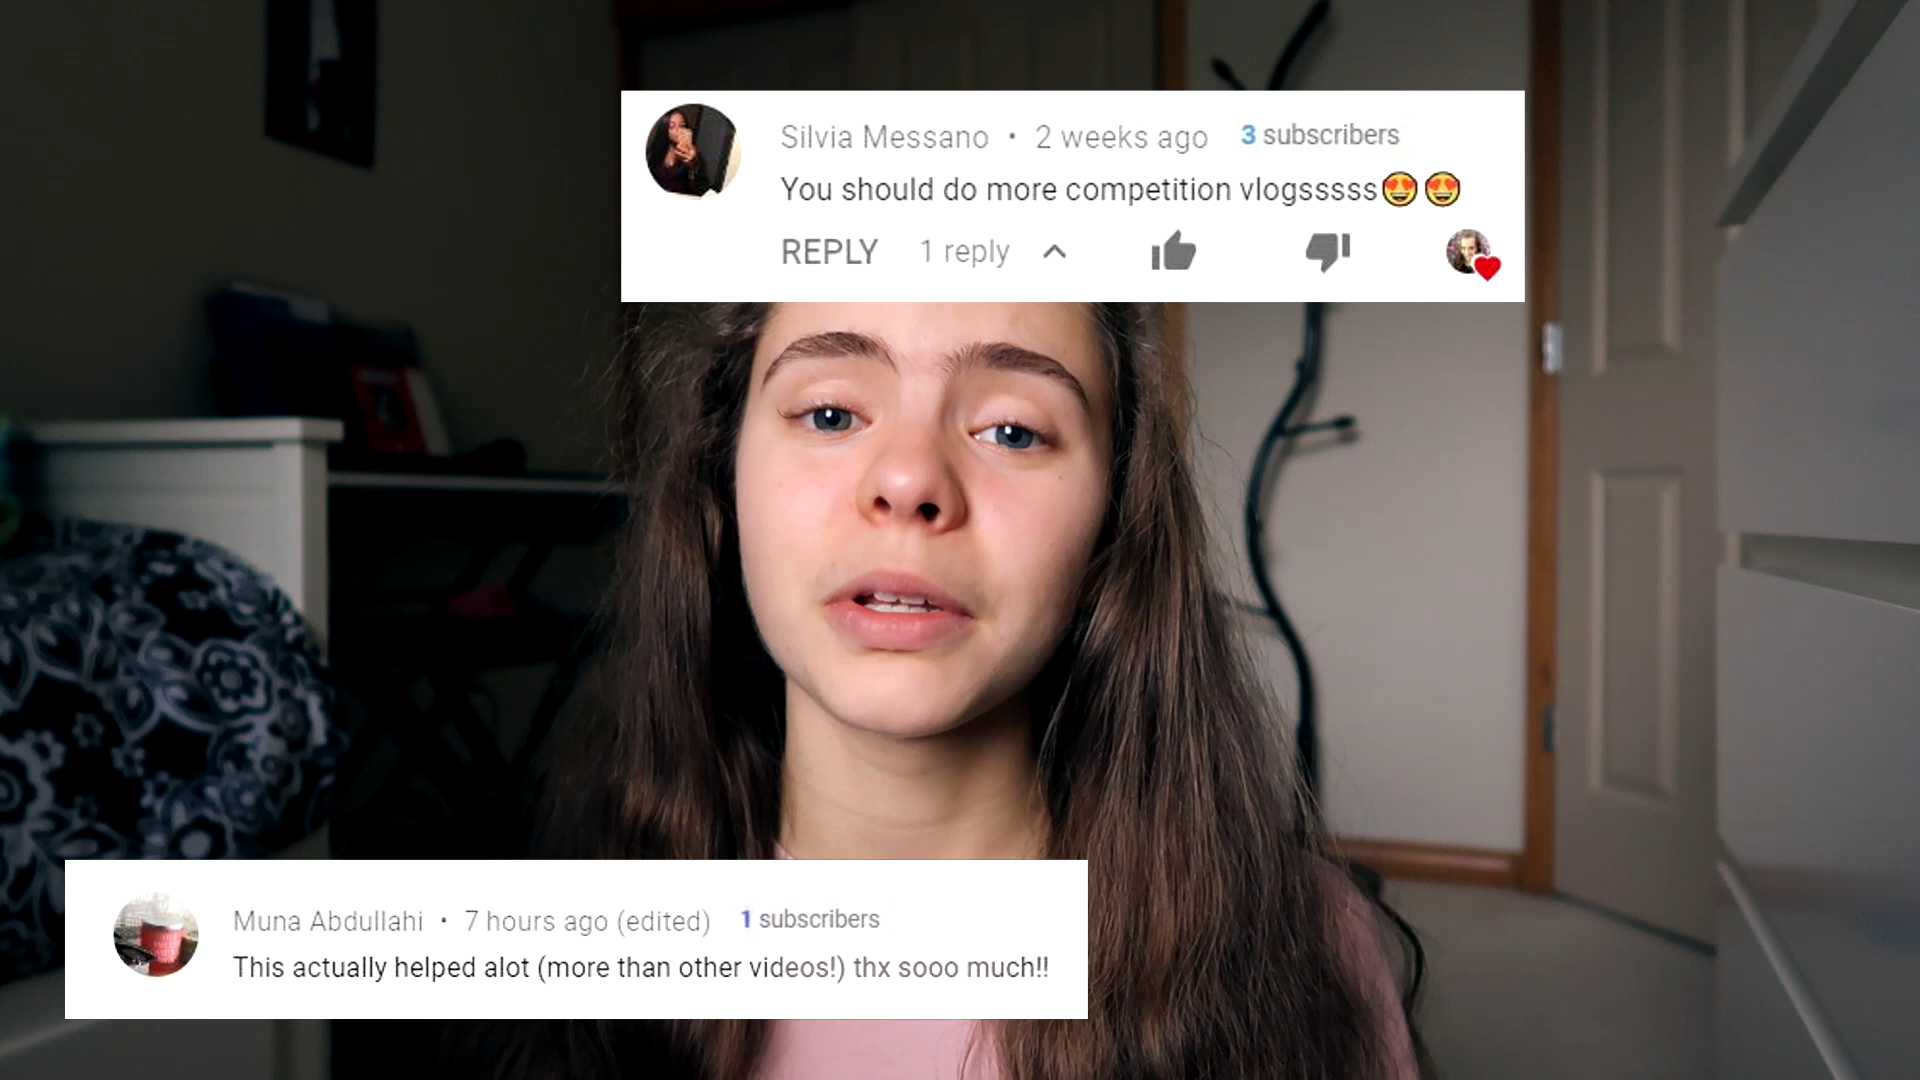 Silvia Messano • 2 weeks ago 3 subscribers
You should do more competition vlogsssss😍😍
REPLY 1 reply
Muna Abdullahi • 7 hours ago (edited) 1 subscribers
This actually helped alot (more than other videos!) thx sooo much!!